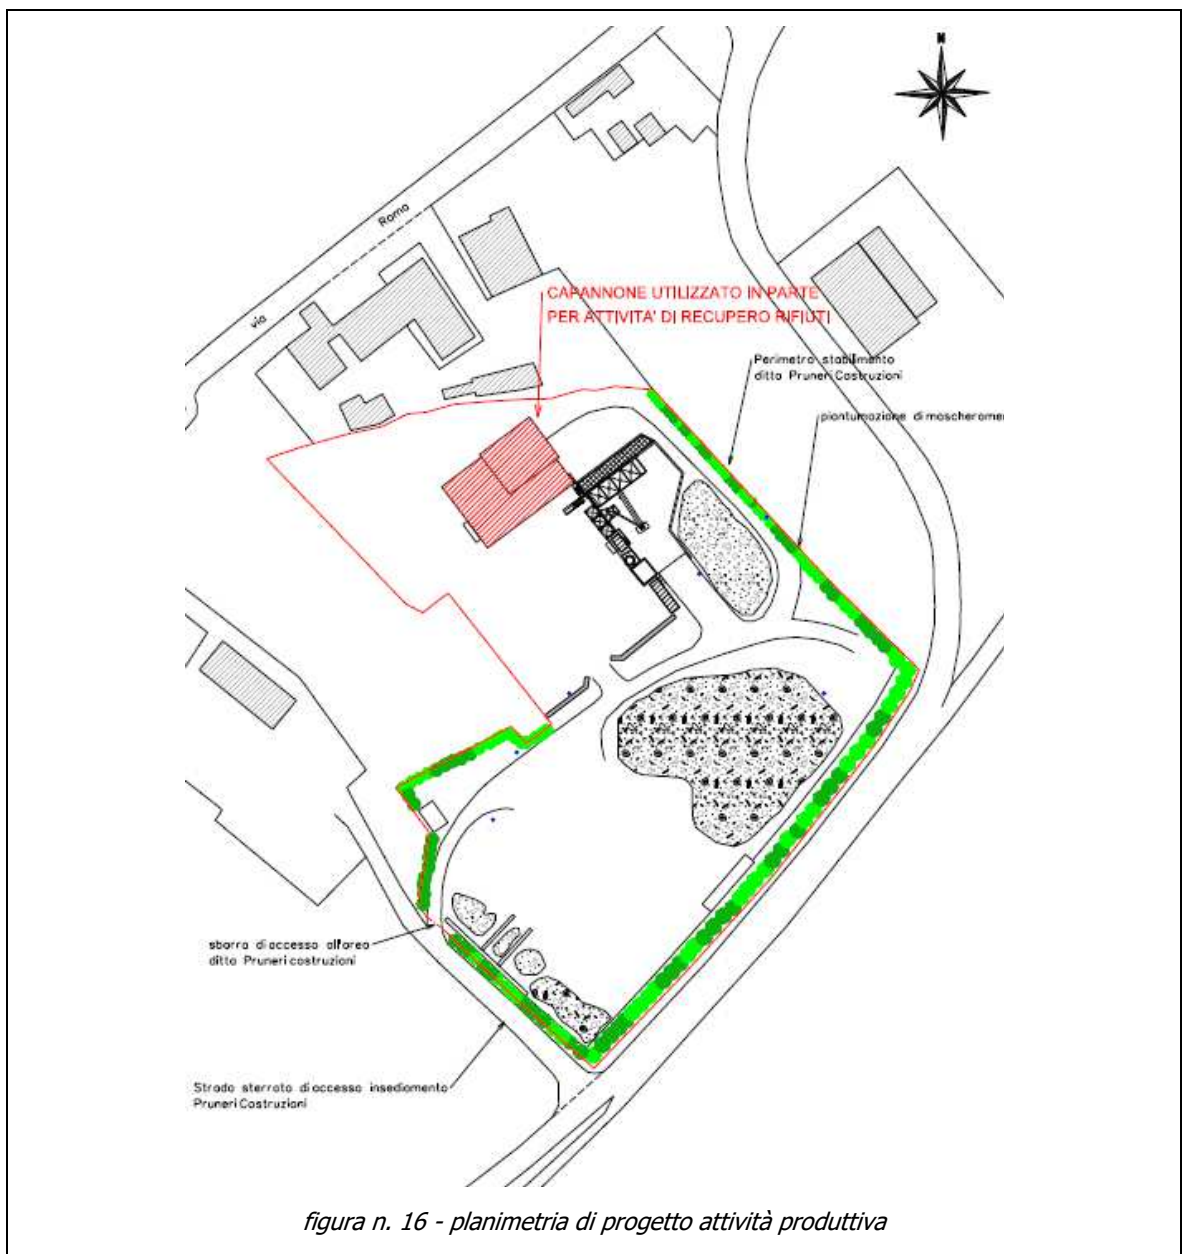 N
via Roma
CAPANNONE UTILIZZATO IN PARTE
PER ATTIVITA' DI RECUPERO RIFIUTI
Perimetro stabilimento
ditta Pruneri Costruzioni
piantumazione di mascherame
sbarra di accesso all'area
ditta Pruneri costruzioni
Strada sterrata di accesso insediamento
Pruneri Costruzioni
figura n. 16 - planimetria di progetto attività produttiva